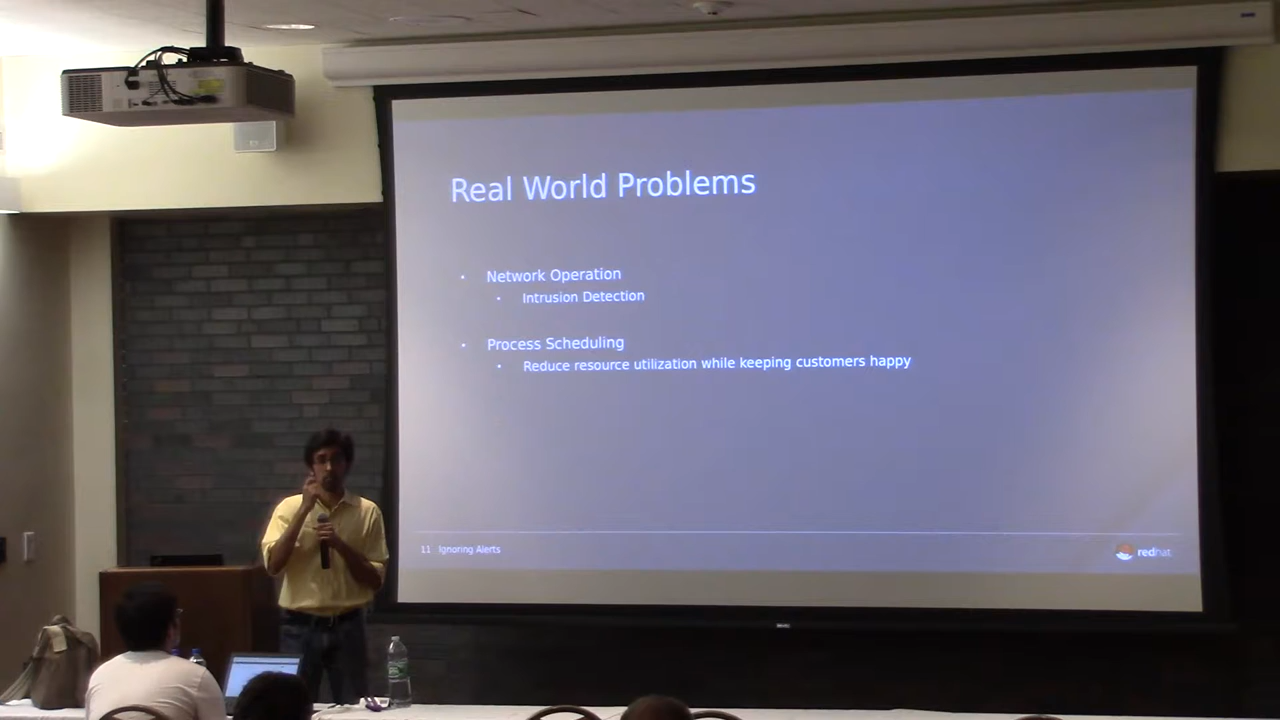 Real World Problems
• Network Operation
• Intrusion Detection
• Process Scheduling
• Reduce resource utilization while keeping customers happy
11 Ignoring Alerts
redhat